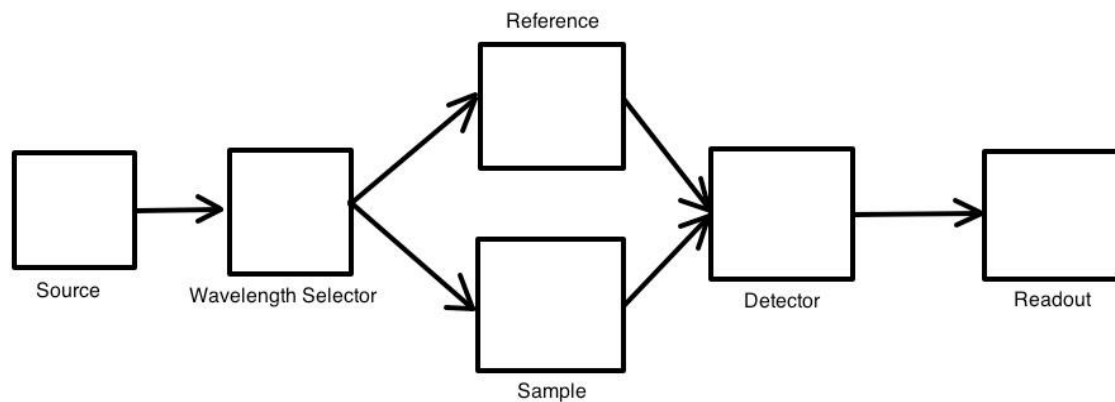 Reference
Source
Wavelength Selector
Sample
Detector
Readout